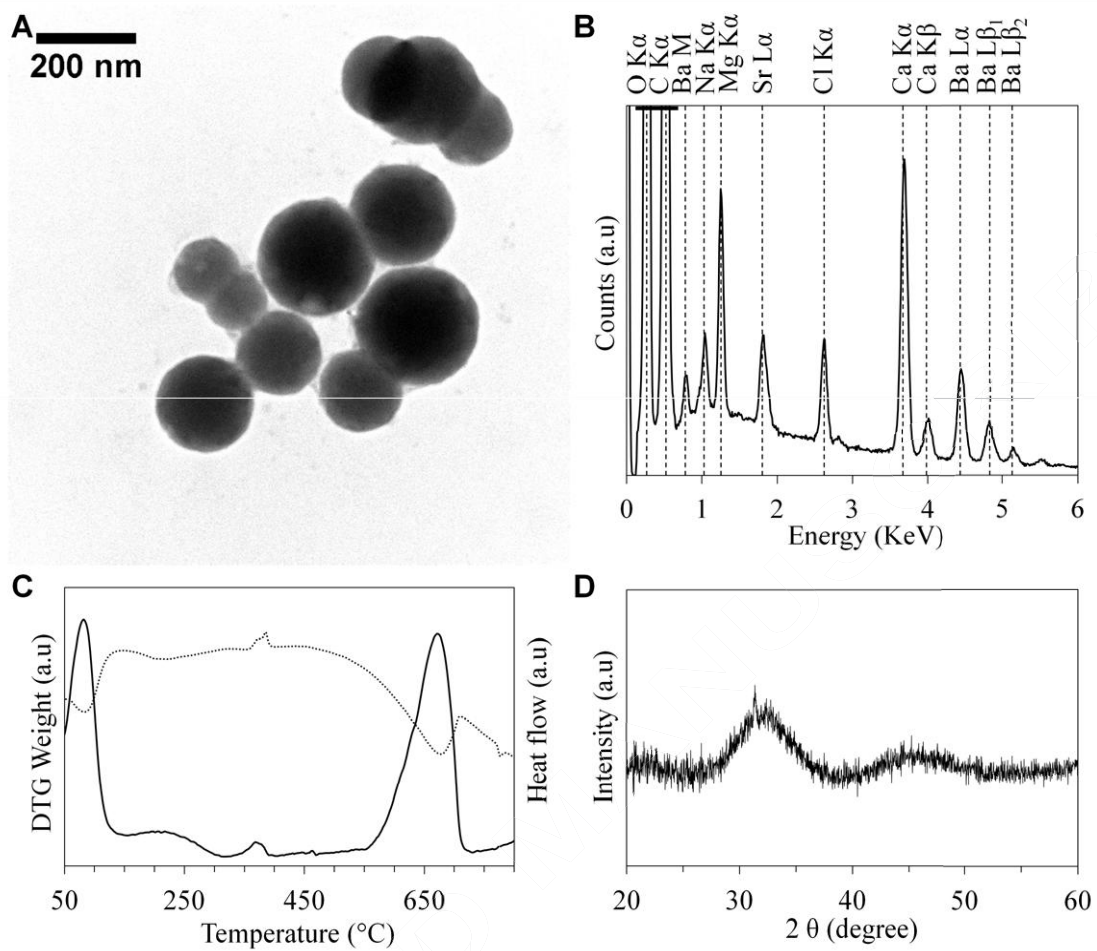 A
200 nm
B
O Kα
C Kα
Ba M
Na Kα
Mg Kα
Sr Lα
Cl Kα
Ca Kα
Ca Kβ
Ba Lα
Ba Lβ1
Ba Lβ2
Counts (a.u)
0 1 2 3 4 5 6
Energy (KeV)
C
DTG Weight (a.u)
Heat flow (a.u)
50 250 450 650
Temperature (°C)
D
Intensity (a.u)
20 30 40 50 60
2 θ (degree)